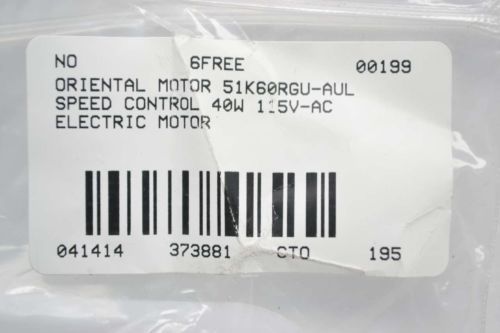 NO 6FREE 00199
ORIENTAL MOTOR 51K60RGU-AUL
SPEED CONTROL 40W 115V-AC
ELECTRIC MOTOR
041414 373881 CTO 195